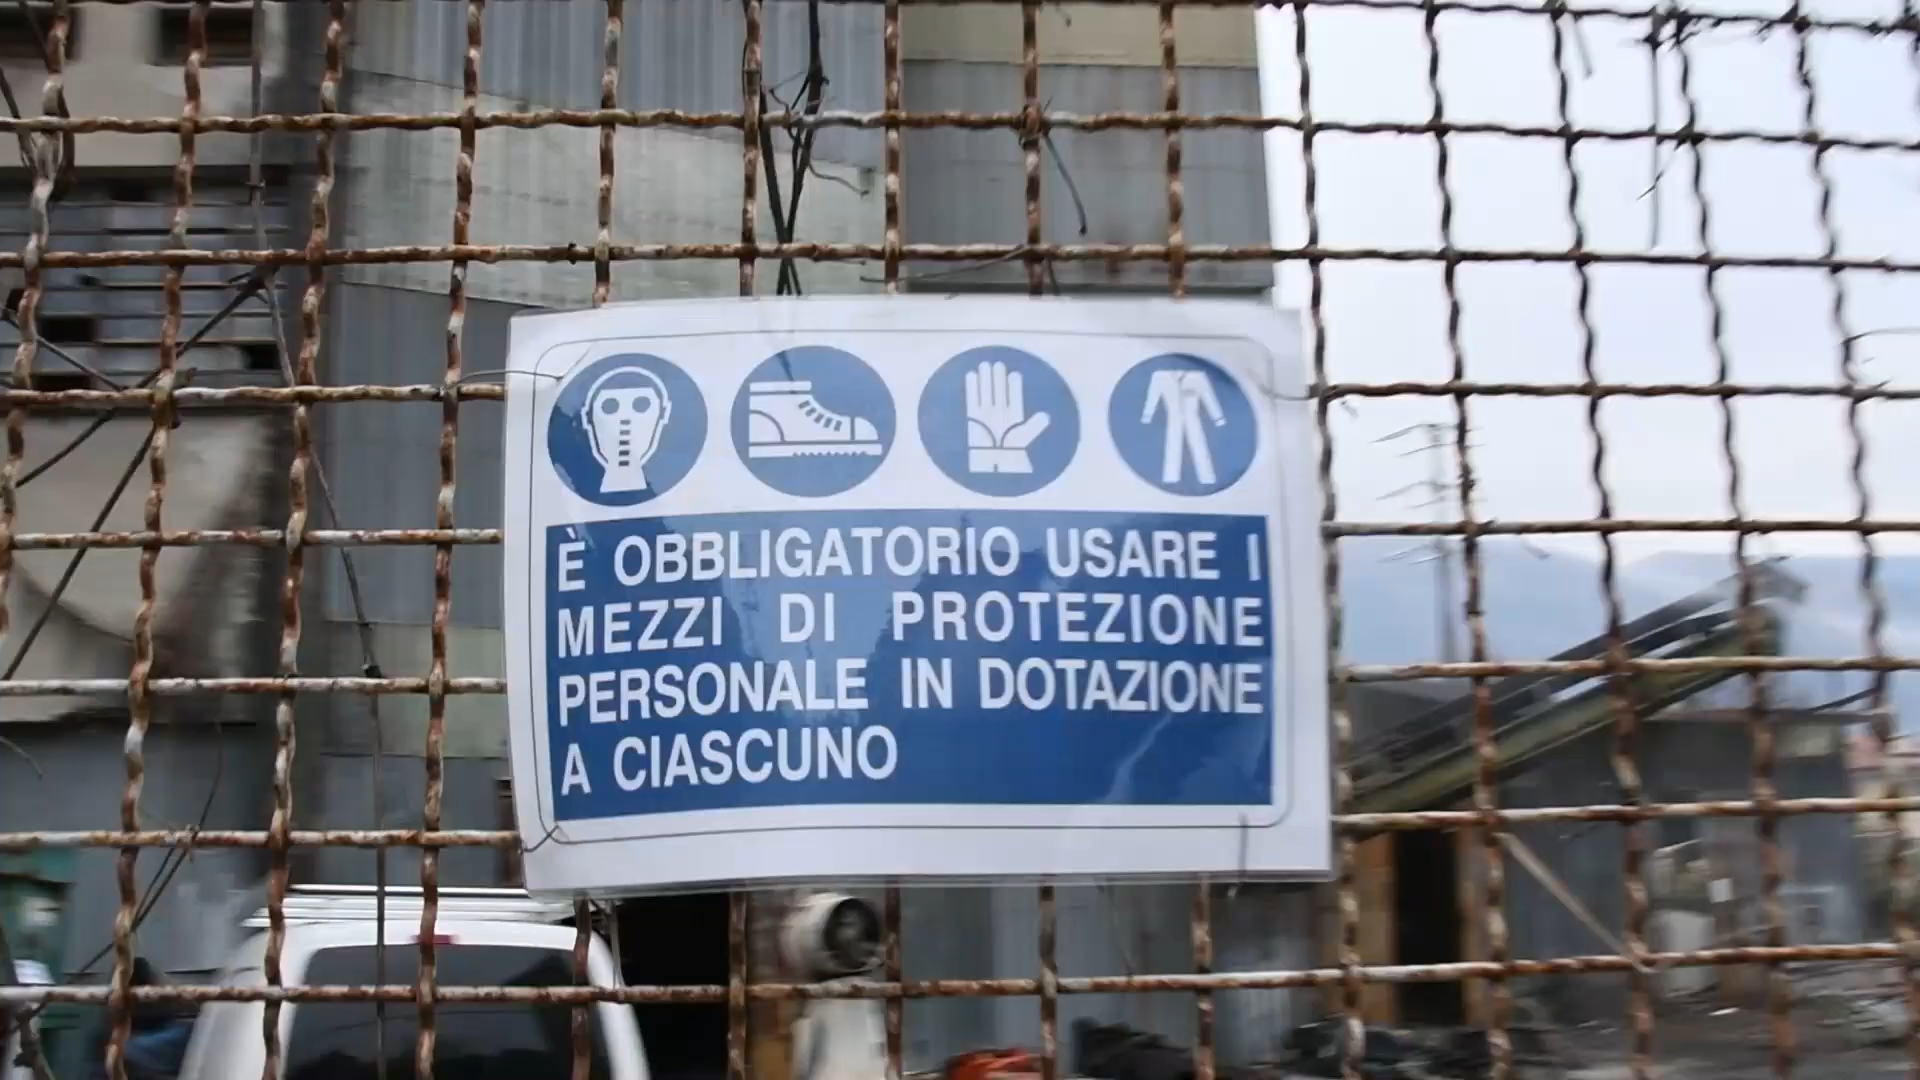 È OBBLIGATORIO USARE I
MEZZI DI PROTEZIONE
PERSONALE IN DOTAZIONE
A CIASCUNO